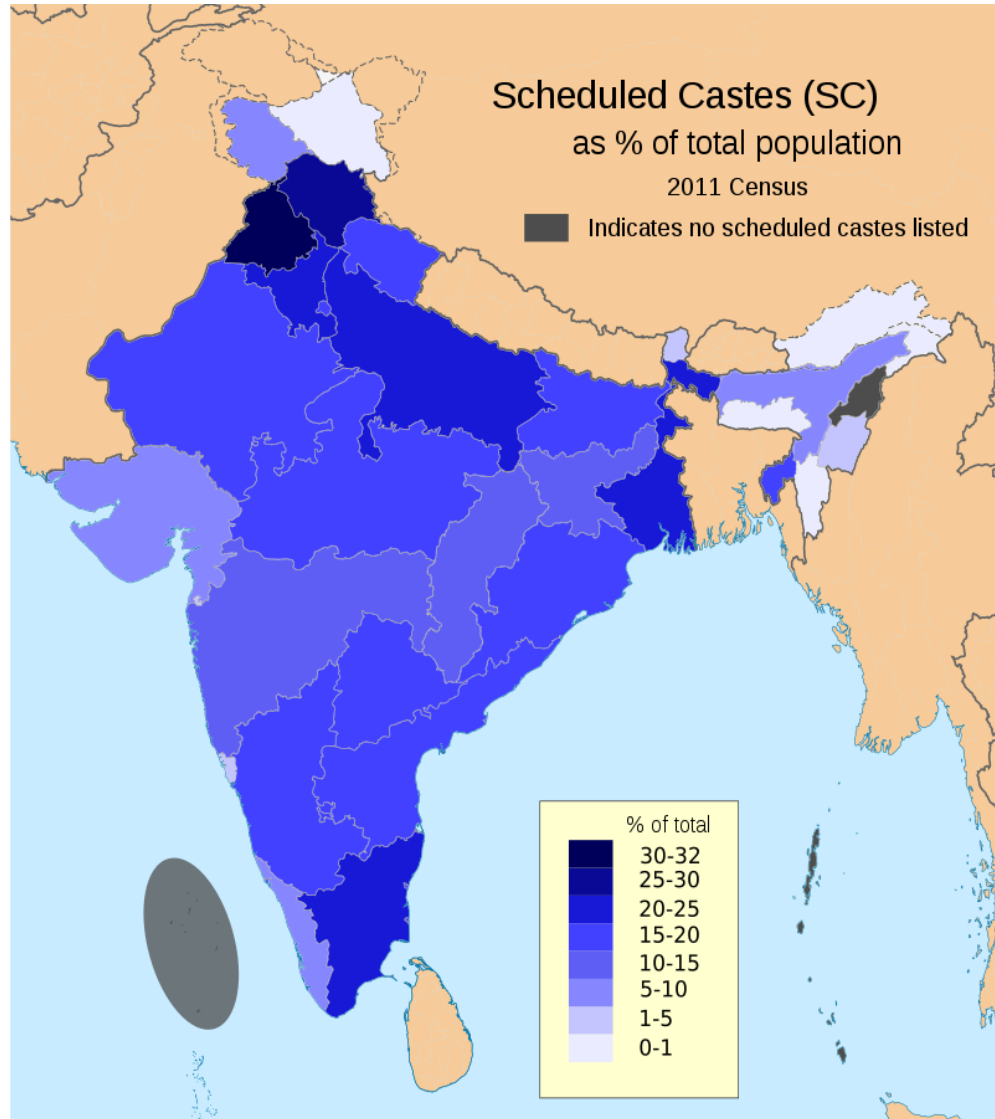 Scheduled Castes (SC)
as % of total population
2011 Census
Indicates no scheduled castes listed
% of total
30-32
25-30
20-25
15-20
10-15
5-10
1-5
0-1